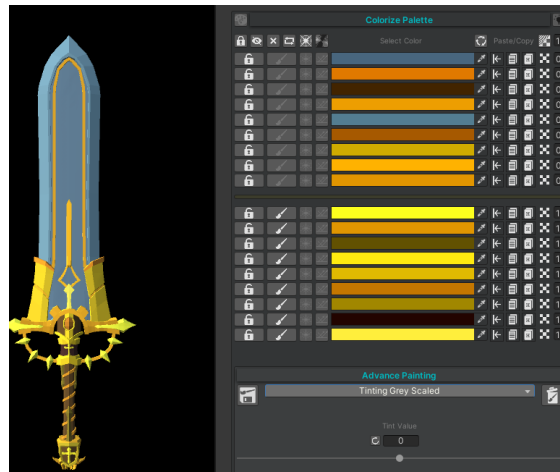 Colorize Palette
Select Color
Paste/Copy
Advance Painting
Tinting Grey Scaled
Tint Value
0